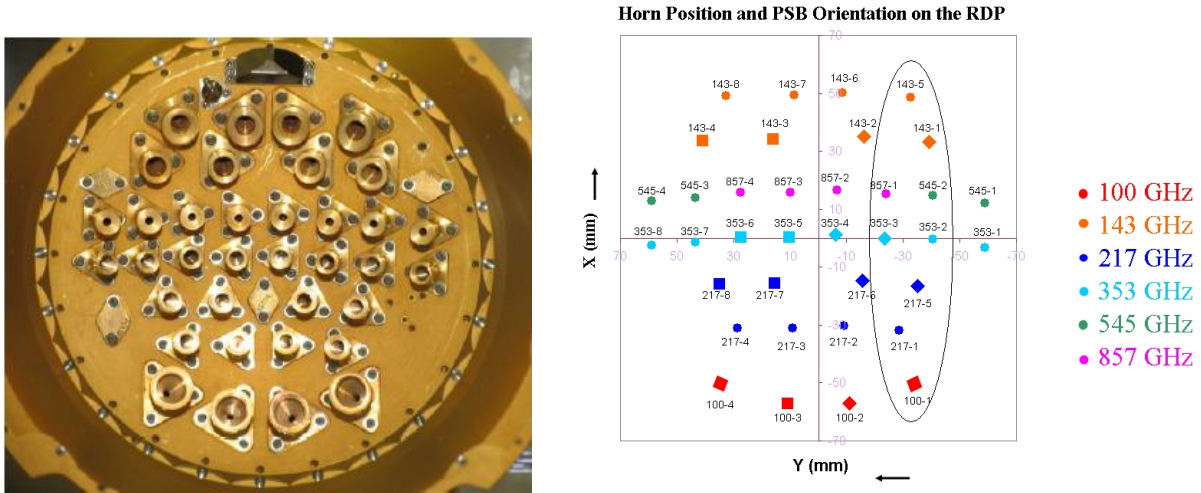 Horn Position and PSB Orientation on the RDP
70
143-8 143-7 143-6 143-5
50
143-4 143-3 143-2 143-1
30
545-4 545-3 857-4 857-3 857-2 857-1 545-2 545-1
10
353-8 353-7 353-6 353-5 353-4 353-3 353-2 353-1
70 50 30 10 -10 -30 -50 -70
-10
217-8 217-7 217-6 217-5
-30
217-4 217-3 217-2 217-1
-50
100-4 100-3 100-2 100-1
-70
X (mm)
Y (mm)
100 GHz
143 GHz
217 GHz
353 GHz
545 GHz
857 GHz